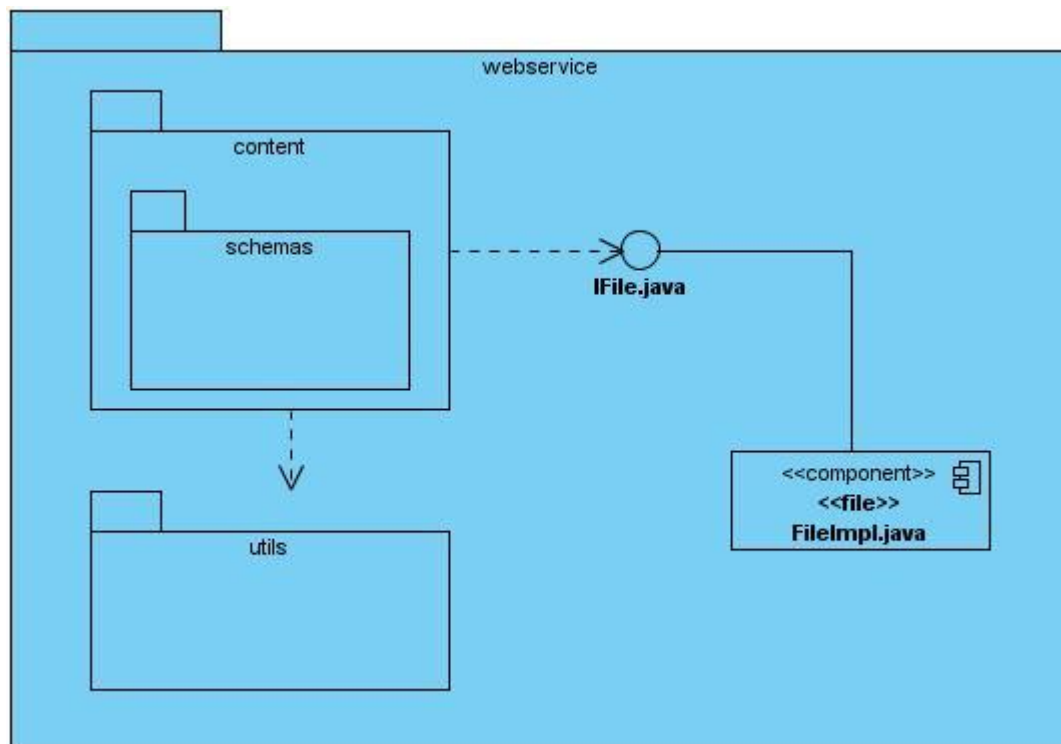 webservice
content
schemas
IFile.java
<<component>>
<<file>>
FileImpl.java
utils